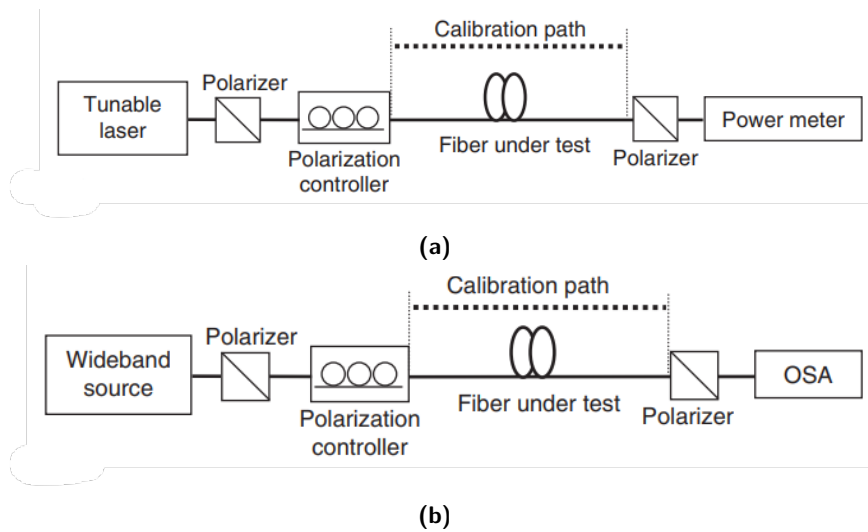 Calibration path
Polarizer
Tunable
laser
Power meter
Fiber under test
Polarizer
Polarization
controller
(a)
Calibration path
Polarizer
Wideband
source
OSA
Fiber under test
Polarizer
Polarization
controller
(b)